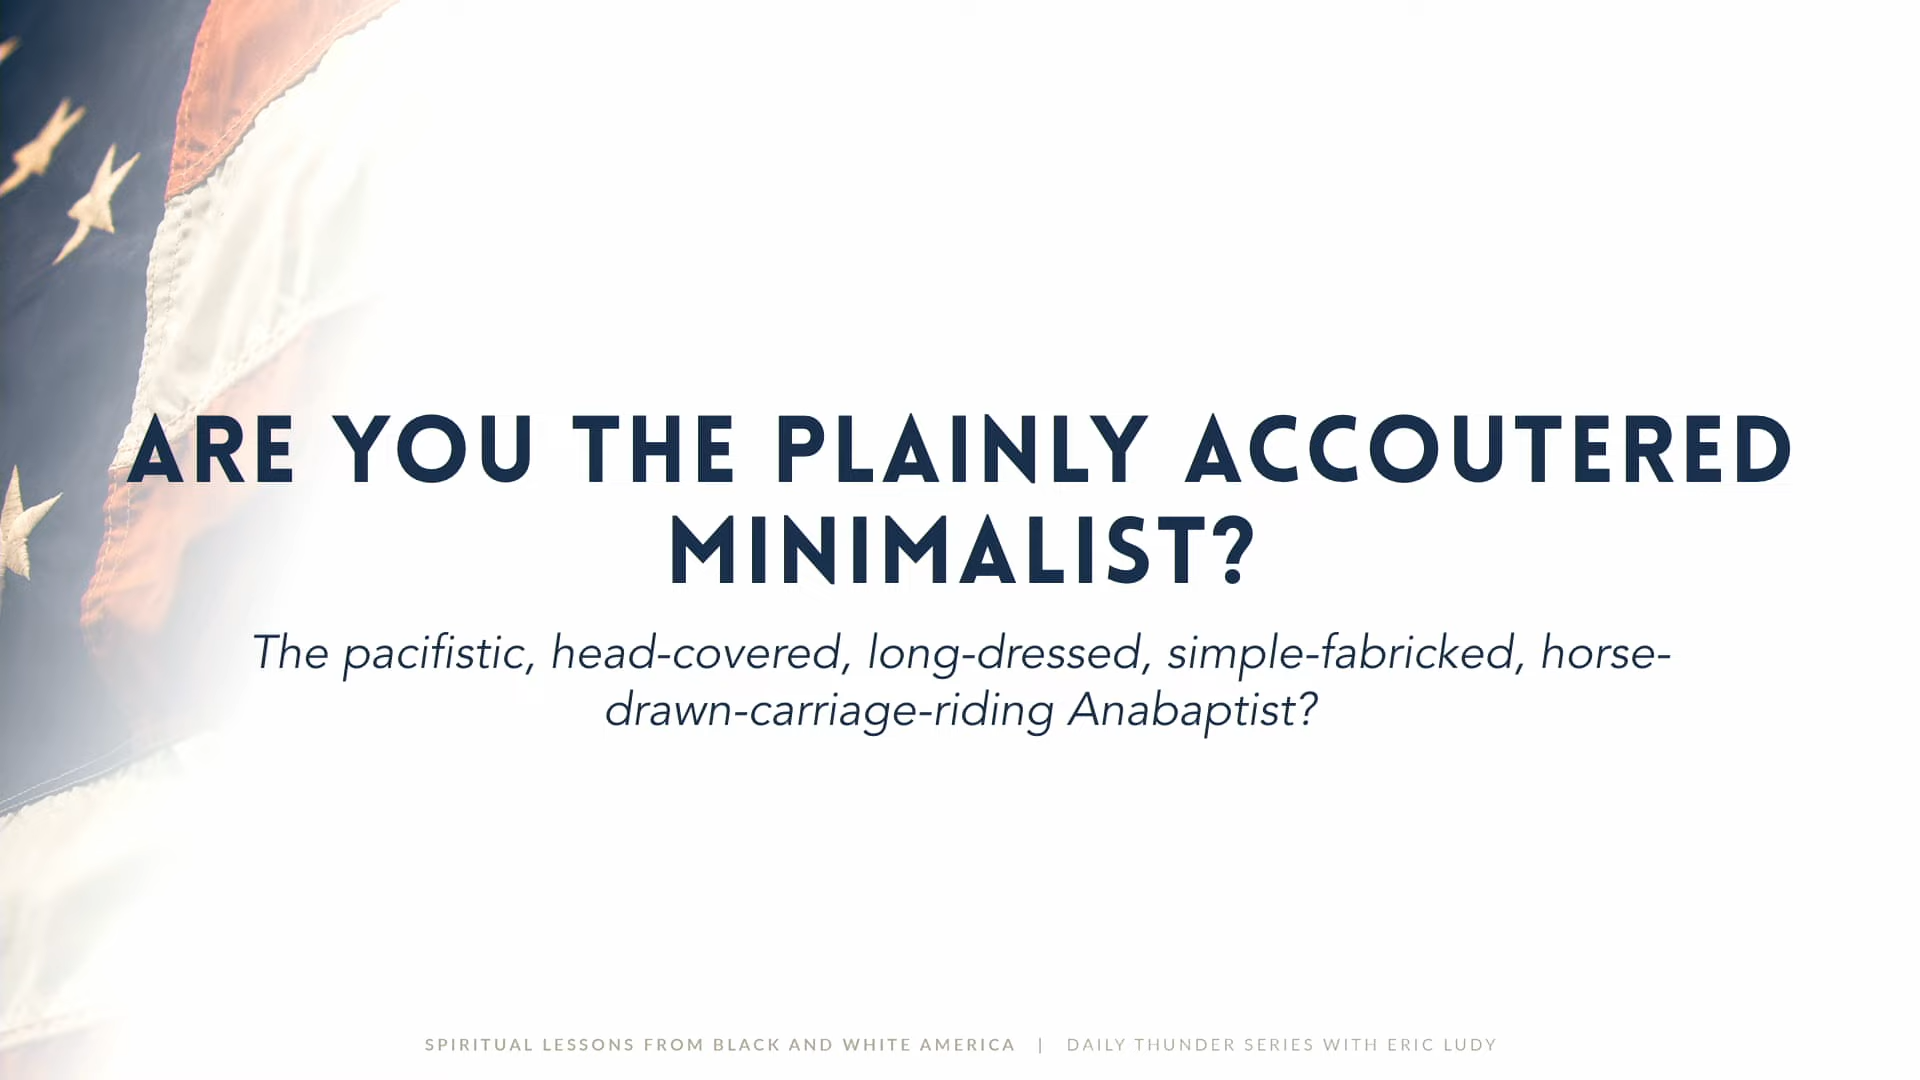 ARE YOU THE PLAINLY ACCOUTERED
MINIMALIST?
The pacifistic, head-covered, long-dressed, simple-fabricked, horse-
drawn-carriage-riding Anabaptist?
SPIRITUAL LESSONS FROM BLACK AND WHITE AMERICA | DAILY THUNDER SERIES WITH ERIC LUDY